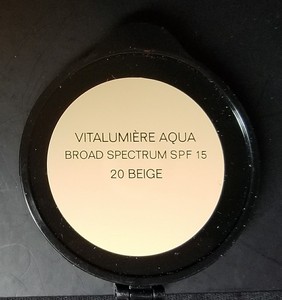 VITALUMIÈRE AQUA
BROAD SPECTRUM SPF 15
20 BEIGE